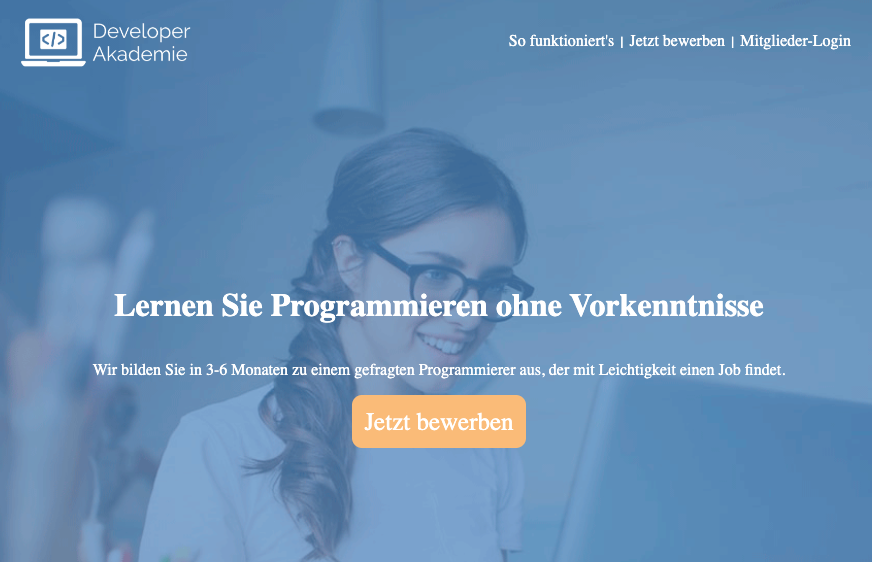 </>
Developer
Akademie
So funktioniert's | Jetzt bewerben | Mitglieder-Login
Lernen Sie Programmieren ohne Vorkenntnisse
Wir bilden Sie in 3-6 Monaten zu einem gefragten Programmierer aus, der mit Leichtigkeit einen Job findet.
Jetzt bewerben